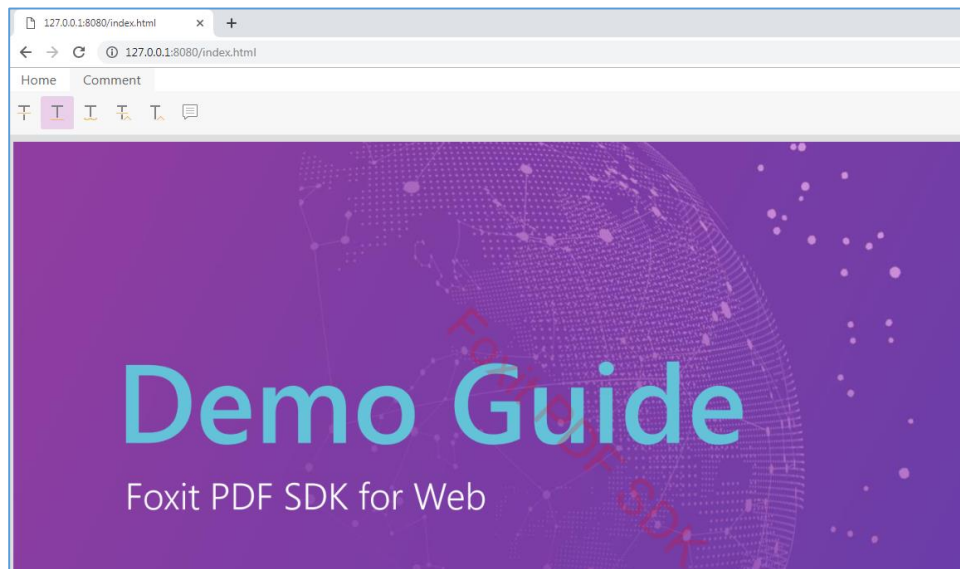 127.0.0.1:8080/index.html
127.0.0.1:8080/index.html
Home Comment
Demo Guide
Foxit PDF SDK
Foxit PDF SDK for Web